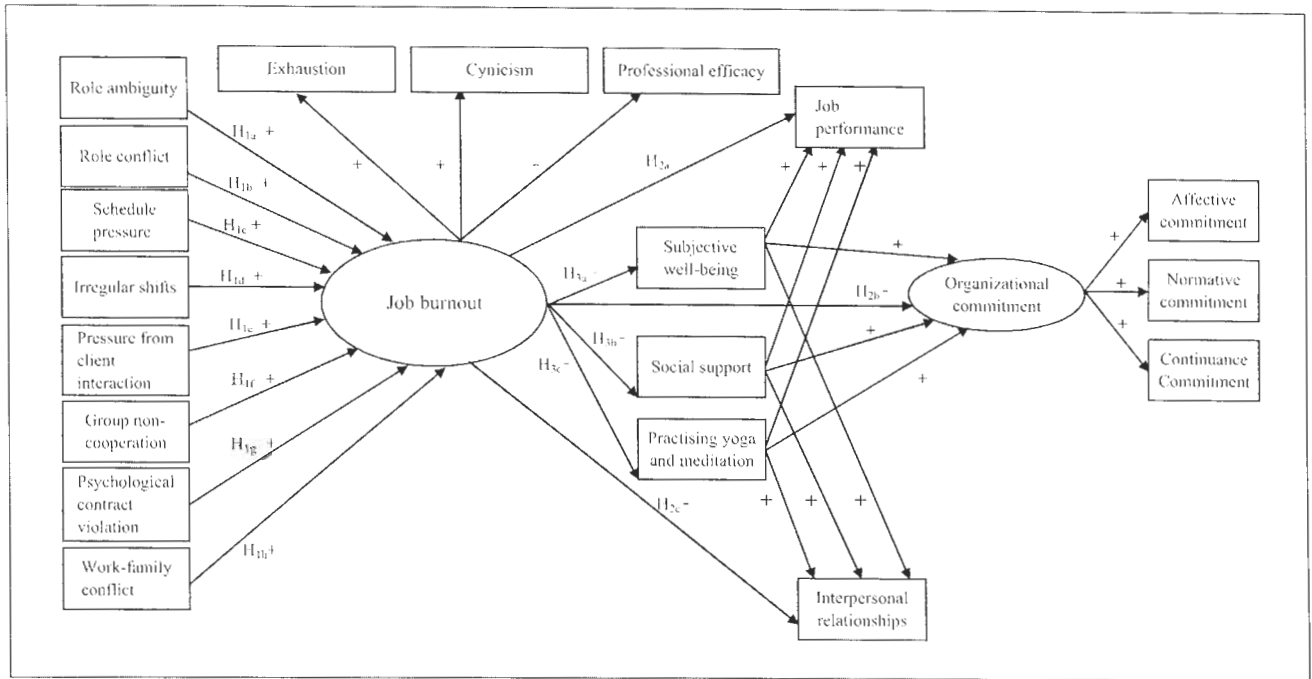 Role ambiguity
Role conflict
Schedule
pressure
Irregular shifts
Pressure from
client
interaction
Group non-
cooperation
Psychological
contract
violation
Work-family
conflict
Exhaustion
Cynicism
Professional efficacy
H1a +
H1b +
H1c +
H1d +
H1e +
H1f +
H1g +
H1h+
+
+
-
Job burnout
H2a
H3a -
H2b -
H3b -
H3c -
H2c -
Job
performance
+ + +
Subjective
well-being
Social support
Practising yoga
and meditation
+
+
+
+ + +
Interpersonal
relationships
Organizational
commitment
+
+
+
Affective
commitment
Normative
commitment
Continuance
Commitment